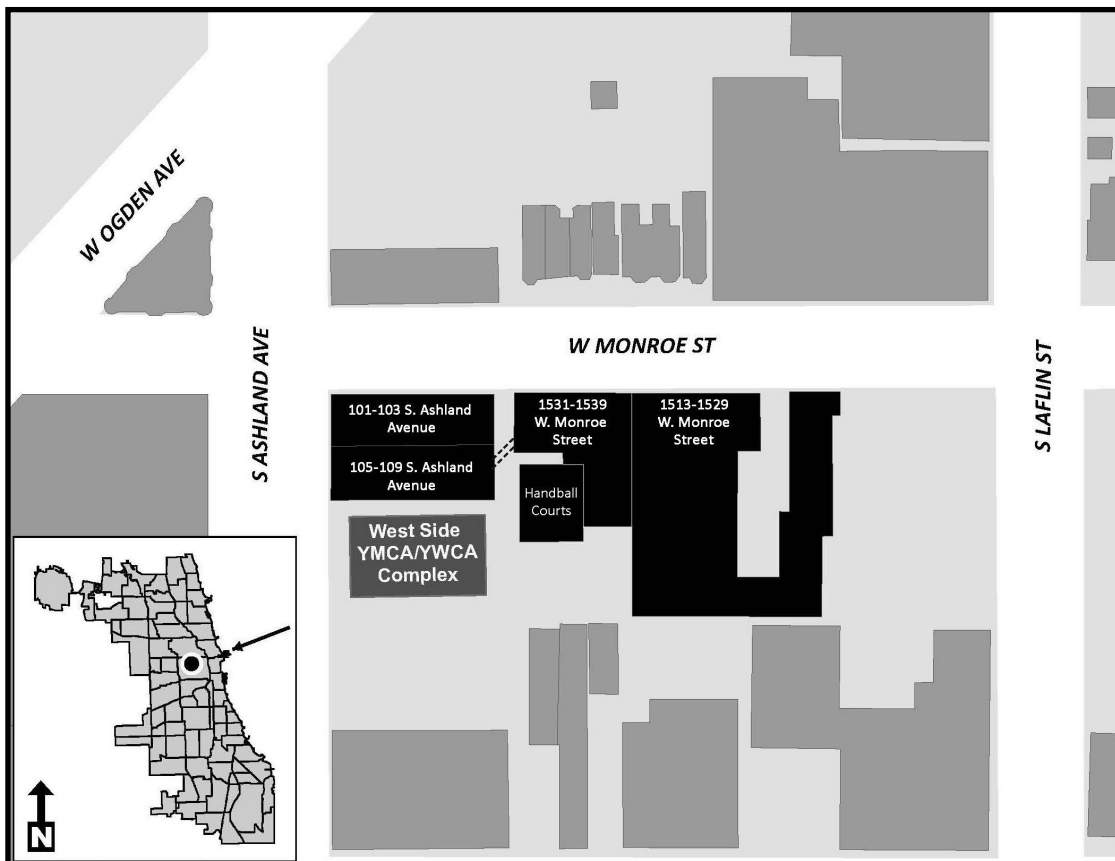 W OGDEN AVE
S ASHLAND AVE
W MONROE ST
S LAFLIN ST
101-103 S. Ashland
Avenue
105-109 S. Ashland
Avenue
1531-1539
W. Monroe
Street
1513-1529
W. Monroe
Street
Handball
Courts
West Side
YMCA/YWCA
Complex
N